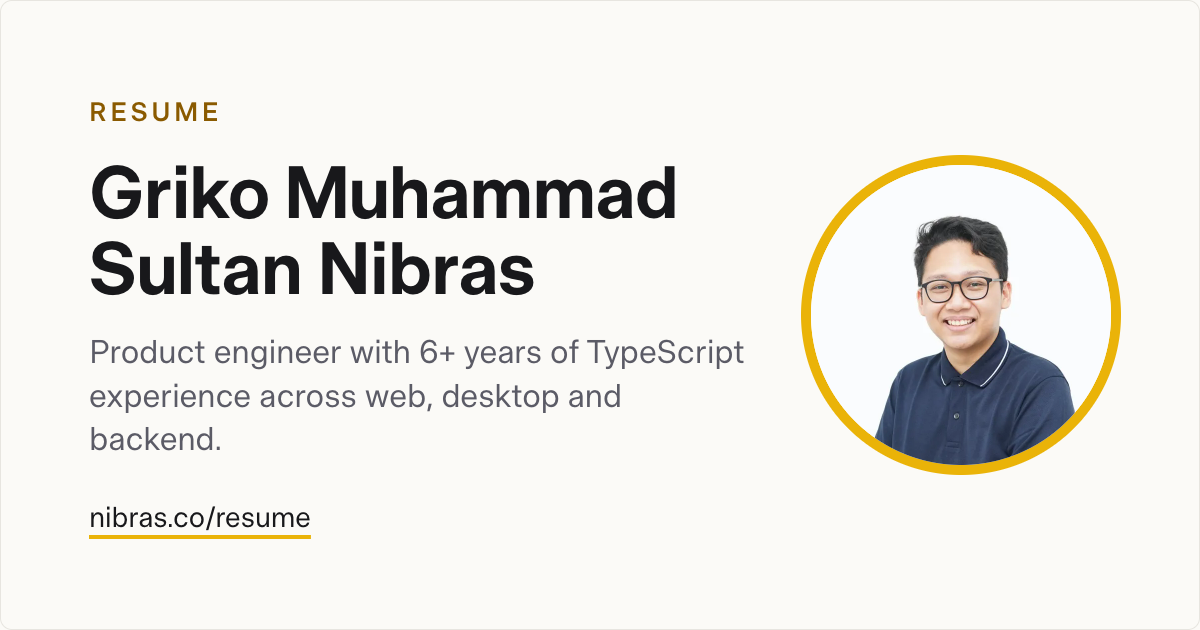 RESUME
Griko Muhammad
Sultan Nibras
Product engineer with 6+ years of TypeScript
experience across web, desktop and
backend.
nibras.co/resume